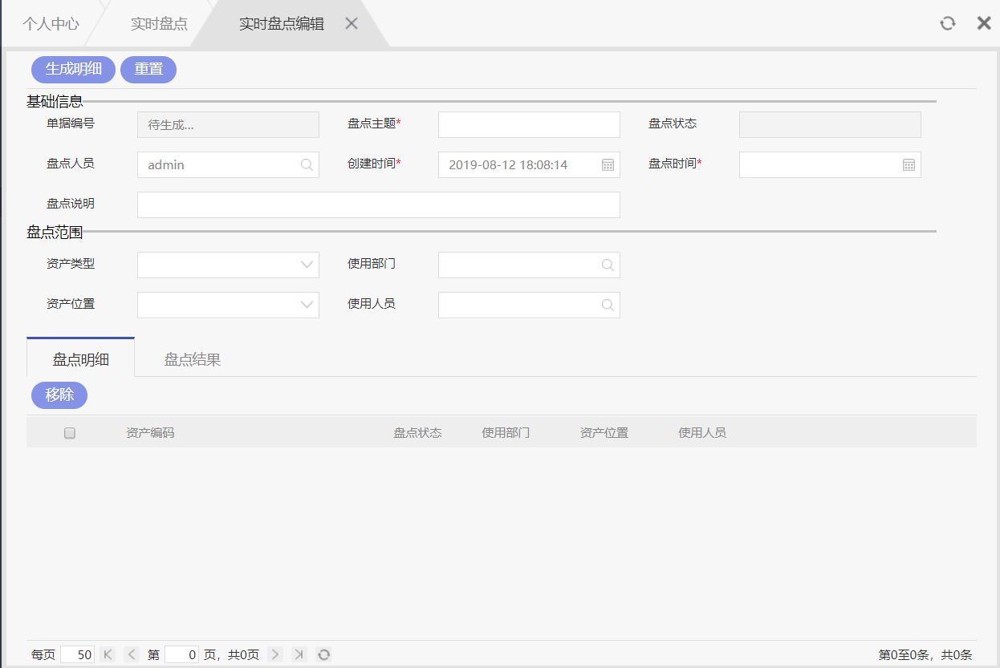 个人中心 实时盘点 实时盘点编辑
生成明细 重置
基础信息
单据编号 待生成... 盘点主题* 盘点状态
盘点人员 admin 创建时间* 2019-08-12 18:08:14 盘点时间*
盘点说明
盘点范围
资产类型 使用部门
资产位置 使用人员
盘点明细 盘点结果
移除
资产编码 盘点状态 使用部门 资产位置 使用人员
每页 50 第 0 页，共0页 第0至0条，共0条